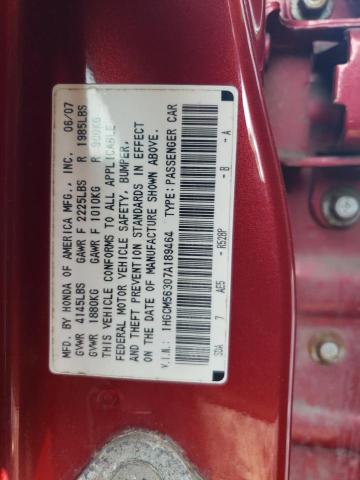 MFD. BY HONDA OF AMERICA MFG., INC. 06/07
GVWR 4145LBS GAWR F 2225LBS R 1985LBS
GVWR 1880KG GAWR F 1010KG R 900KG
THIS VEHICLE CONFORMS TO ALL APPLICABLE
FEDERAL MOTOR VEHICLE SAFETY, BUMPER,
AND THEFT PREVENTION STANDARDS IN EFFECT
ON THE DATE OF MANUFACTURE SHOWN ABOVE.
V.I.N.: 1HGCM56307A189464 TYPE: PASSENGER CAR
SDA 7 AE5 - R528P - B - A